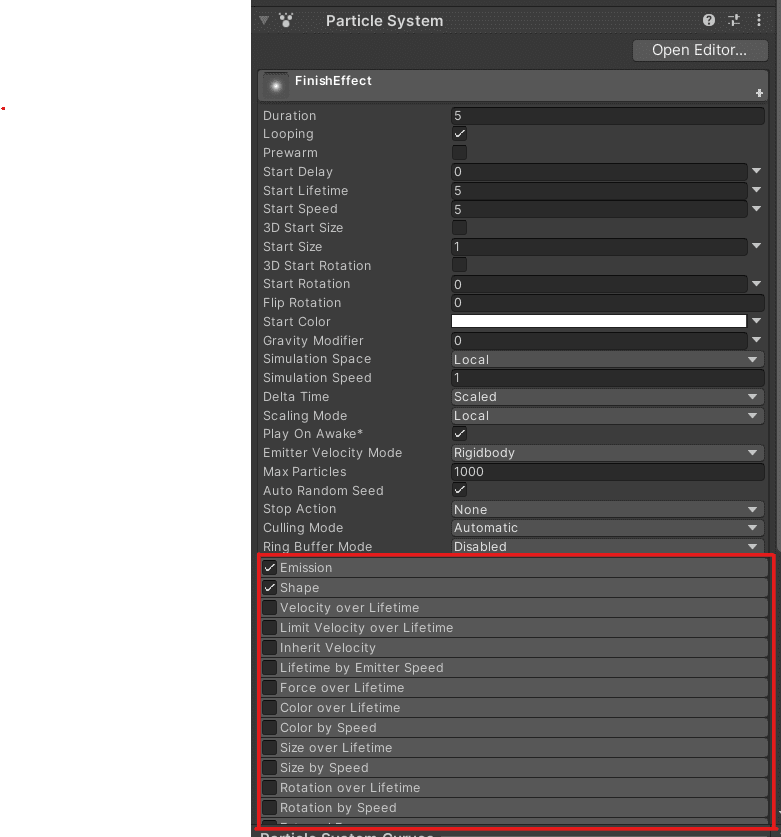 Particle System
Open Editor...
FinishEffect
Duration 5
Looping
Prewarm
Start Delay 0
Start Lifetime 5
Start Speed 5
3D Start Size
Start Size 1
3D Start Rotation
Start Rotation 0
Flip Rotation 0
Start Color
Gravity Modifier 0
Simulation Space Local
Simulation Speed 1
Delta Time Scaled
Scaling Mode Local
Play On Awake*
Emitter Velocity Mode Rigidbody
Max Particles 1000
Auto Random Seed
Stop Action None
Culling Mode Automatic
Ring Buffer Mode Disabled
Emission
Shape
Velocity over Lifetime
Limit Velocity over Lifetime
Inherit Velocity
Lifetime by Emitter Speed
Force over Lifetime
Color over Lifetime
Color by Speed
Size over Lifetime
Size by Speed
Rotation over Lifetime
Rotation by Speed
Particle System Curves